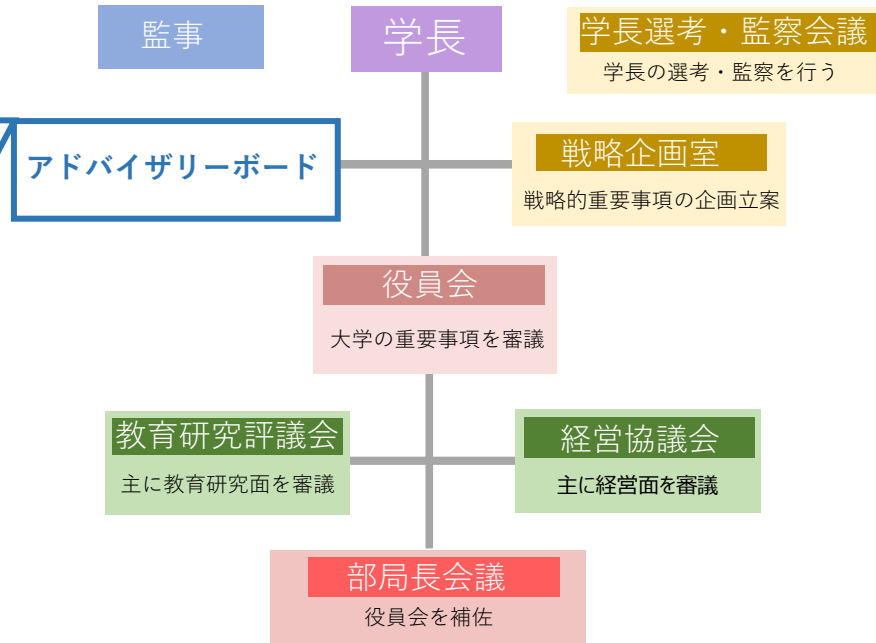 監事
学長
学長選考・監察会議
学長の選考・監察を行う
アドバイザリーボード
戦略企画室
戦略的重要事項の企画立案
役員会
大学の重要事項を審議
教育研究評議会
主に教育研究面を審議
経営協議会
主に経営面を審議
部局長会議
役員会を補佐